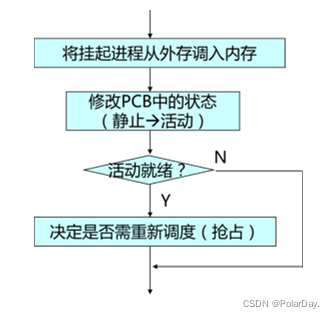 将挂起进程从外存调入内存
修改PCB中的状态
（静止→活动）
活动就绪？
N
Y
决定是否需重新调度（抢占）
CSDN @PolarDay.